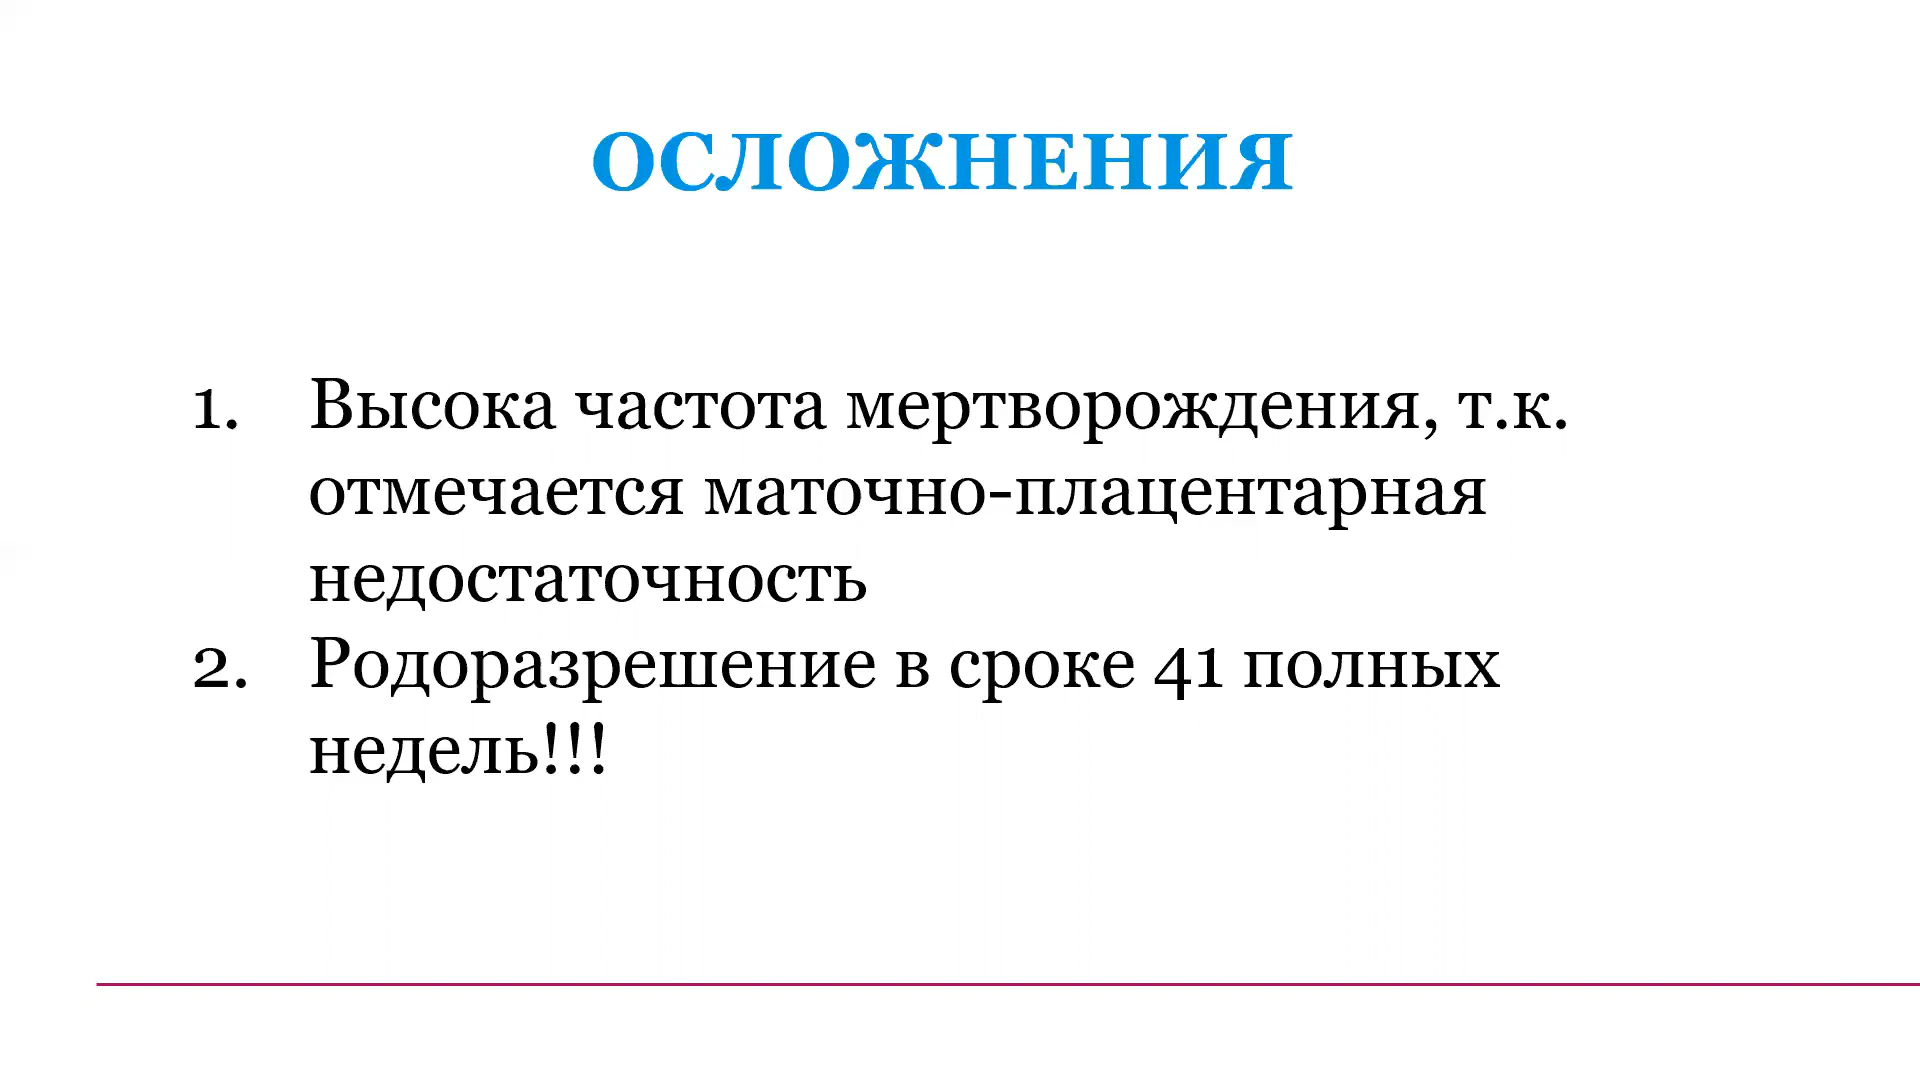 ОСЛОЖНЕНИЯ
1. Высока частота мертворождения, т.к.
отмечается маточно-плацентарная
недостаточность
2. Родоразрешение в сроке 41 полных
недель!!!